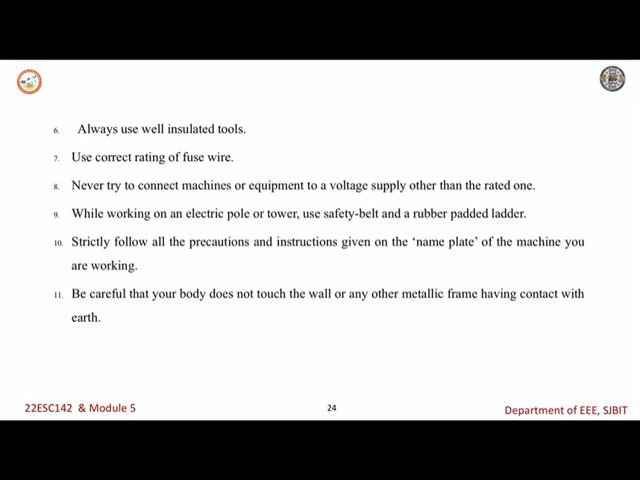 6. Always use well insulated tools.
7. Use correct rating of fuse wire.
8. Never try to connect machines or equipment to a voltage supply other than the rated one.
9. While working on an electric pole or tower, use safety-belt and a rubber padded ladder.
10. Strictly follow all the precautions and instructions given on the ‘name plate’ of the machine you
are working.
11. Be careful that your body does not touch the wall or any other metallic frame having contact with
earth.
22ESC142 & Module 5
24
Department of EEE, SJBIT